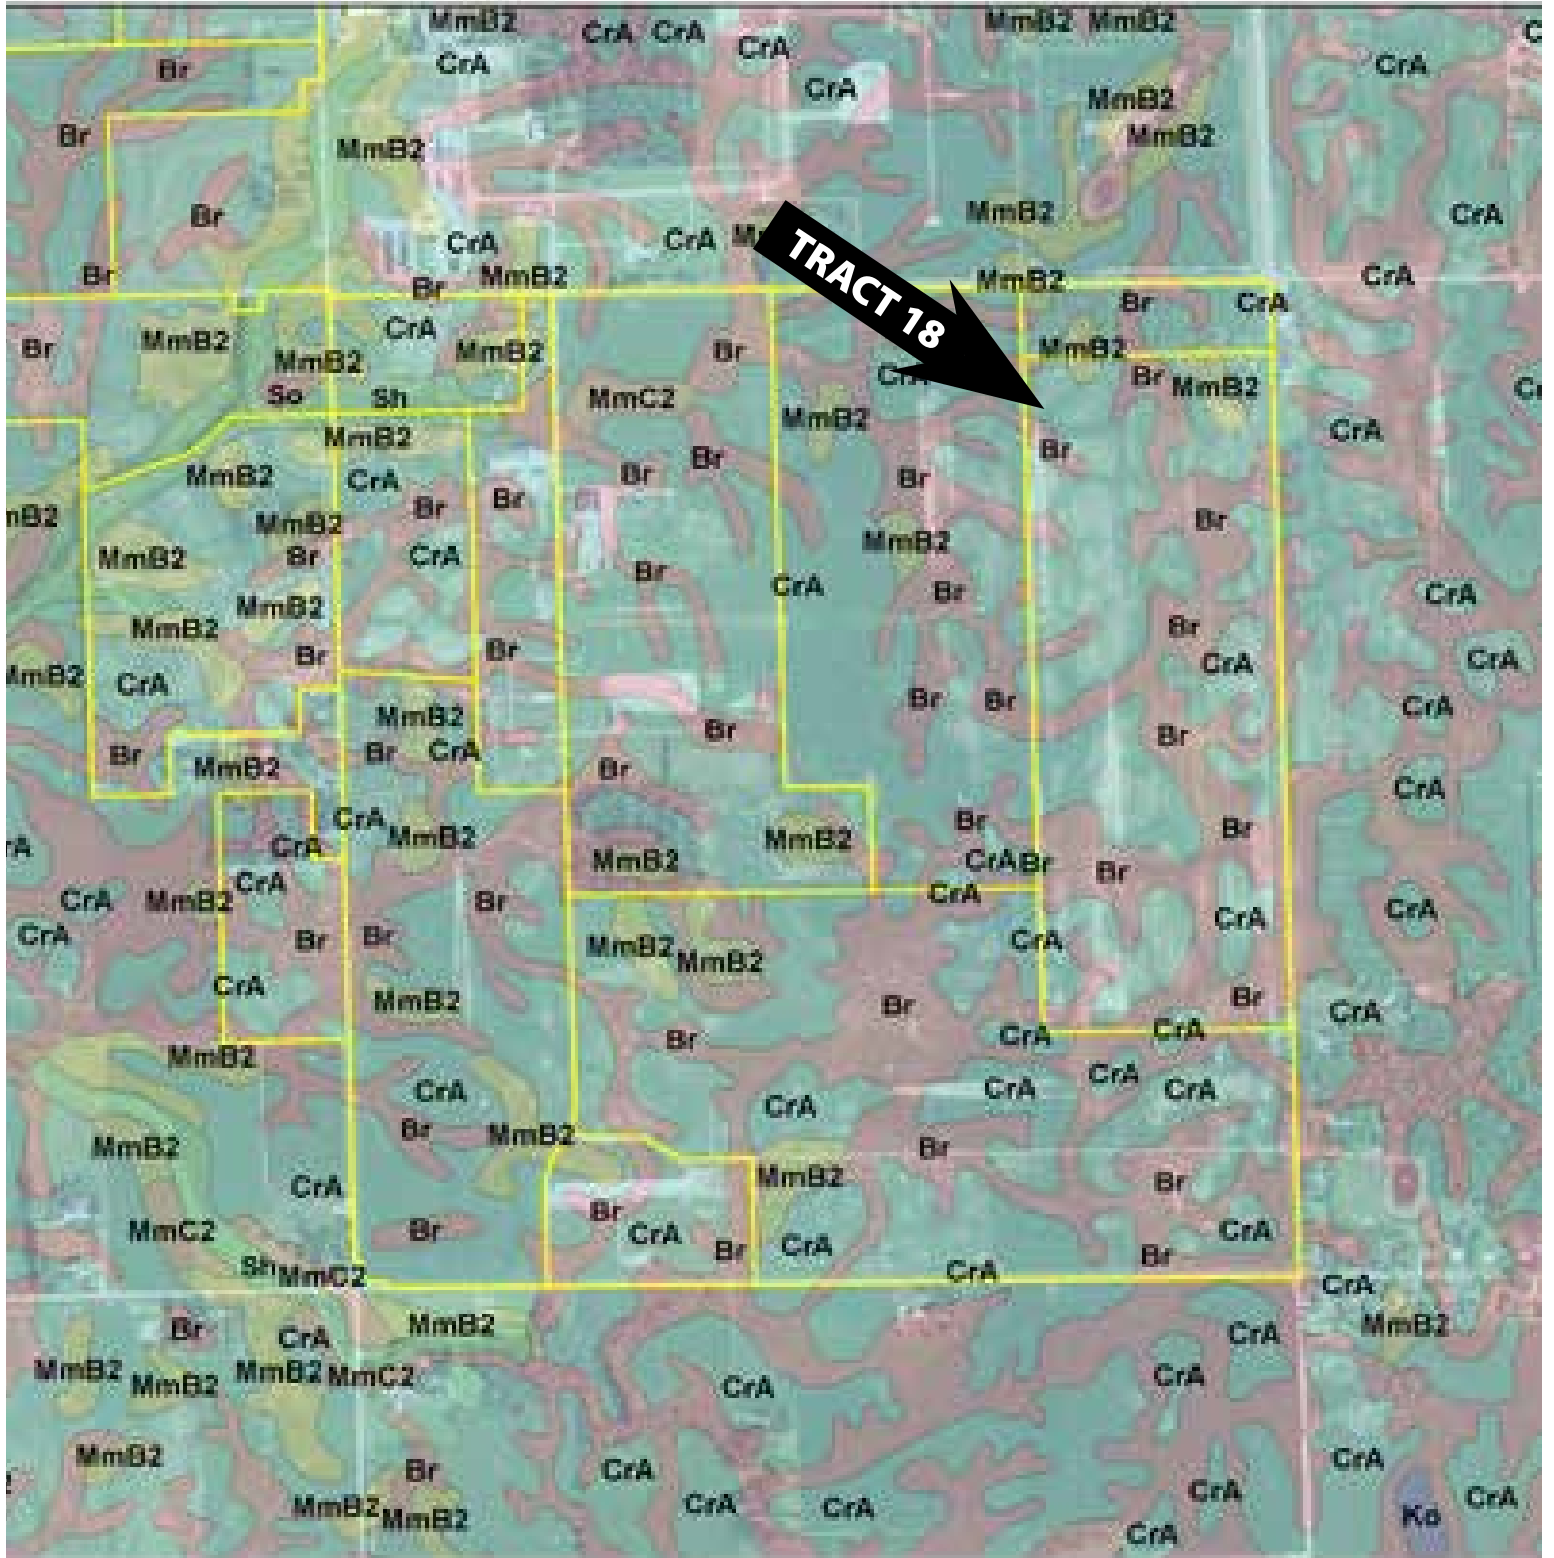 MmB2 CrA CrA CrA MmB2 MmB2
Br CrA CrA CrA
MmB2
Br MmB2 MmB2
Br MmB2 CrA
CrA CrA
Br Br MmB2 MmB2 CrA
Br CrA
TRACT 18
Br MmB2 MmB2 CrA MmB2 Br MmB2
So Sh MmC2 MmB2 Br MmB2
MmB2 Br CrA
MmB2 CrA Br Br Br Br
MmB2 Br Br Br
MmB2 Br CrA MmB2
MmB2 Br CrA Br CrA
MmB2 Br CrA
MmB2 Br Br CrA CrA
CrA MmB2 Br Br CrA
Br Br CrA Br Br
MmB2 Br CrA
CrA MmB2 MmB2 Br Br
CrA MmB2 CrABr Br
CrA MmB2 CrA Br CrA CrA CrA
CrA Br Br MmB2 MmB2 CrA
CrA MmB2 Br Br CrA
MmB2 Br CrA CrA
CrA CrA CrA CrA
MmB2 Br MmB2 CrA Br
CrA MmB2 Br
MmC2 Br Br CrA Br CrA CrA
Sh MmC2 CrA Br CrA
Br CrA MmB2 CrA MmB2
MmB2 MmB2 MmB2 MmC2 CrA CrA
MmB2 Br CrA CrA
MmB2 MmB2 CrA CrA CrA Ko CrA
CrA